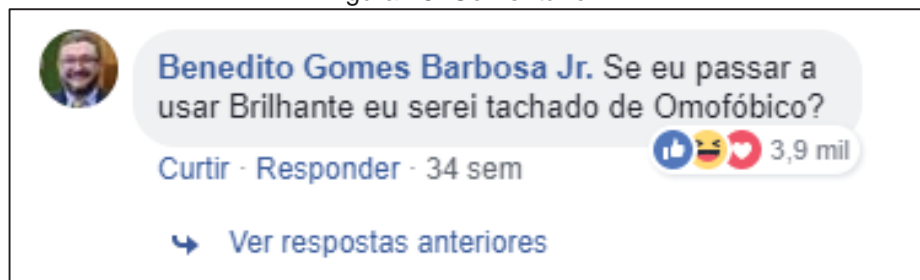 Benedito Gomes Barbosa Jr. Se eu passar a
usar Brilhante eu serei tachado de Omofóbico?
3,9 mil
Curtir · Responder · 34 sem
Ver respostas anteriores